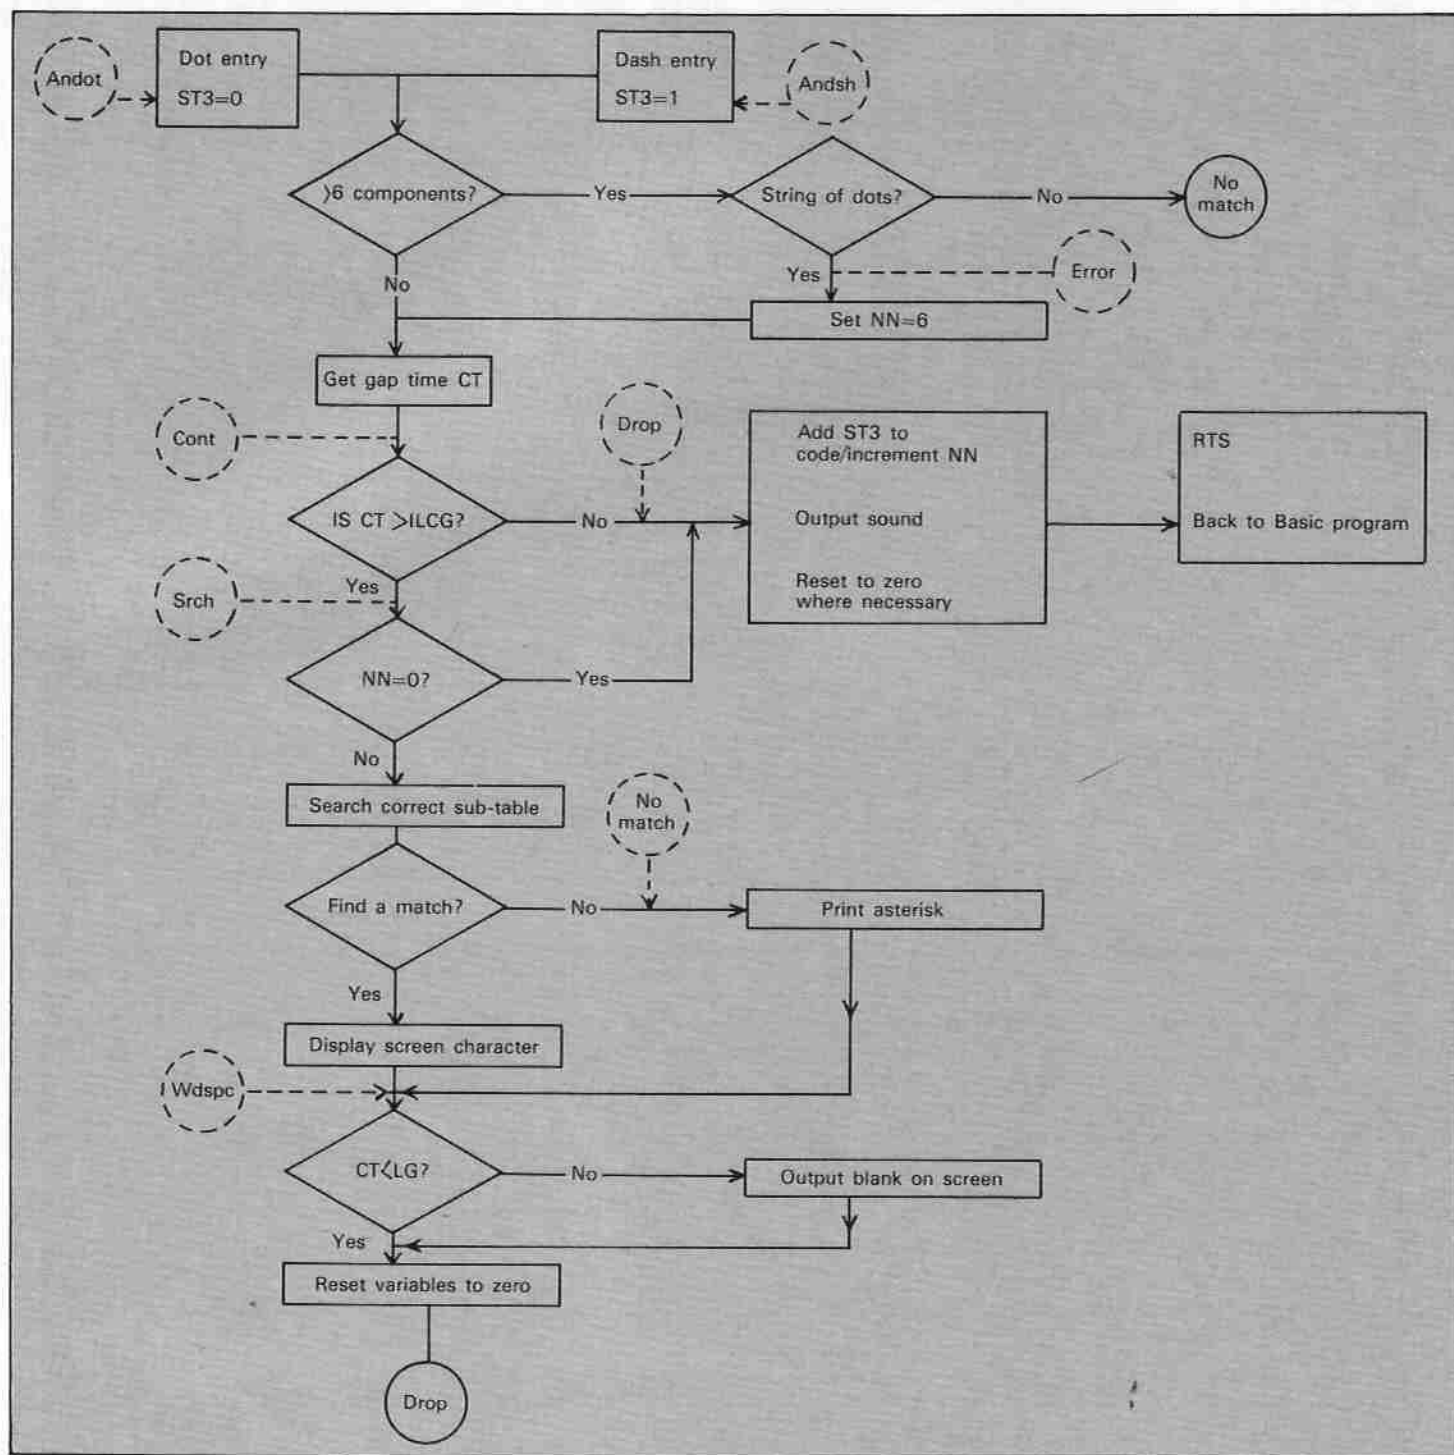 Andot
Dot entry
ST3=0
Dash entry
ST3=1
Andsh
>6 components?
Yes
String of dots?
No
No
match
No
Yes
Error
Set NN=6
Get gap time CT
Cont
Drop
IS CT >ILCG?
No
Add ST3 to
code/increment NN
Output sound
Reset to zero
where necessary
RTS
Back to Basic program
Srch
Yes
NN=0?
Yes
No
Search correct sub-table
No
match
Find a match?
No
Print asterisk
Yes
Display screen character
Wdspc
CT<LG?
No
Output blank on screen
Yes
Reset variables to zero
Drop